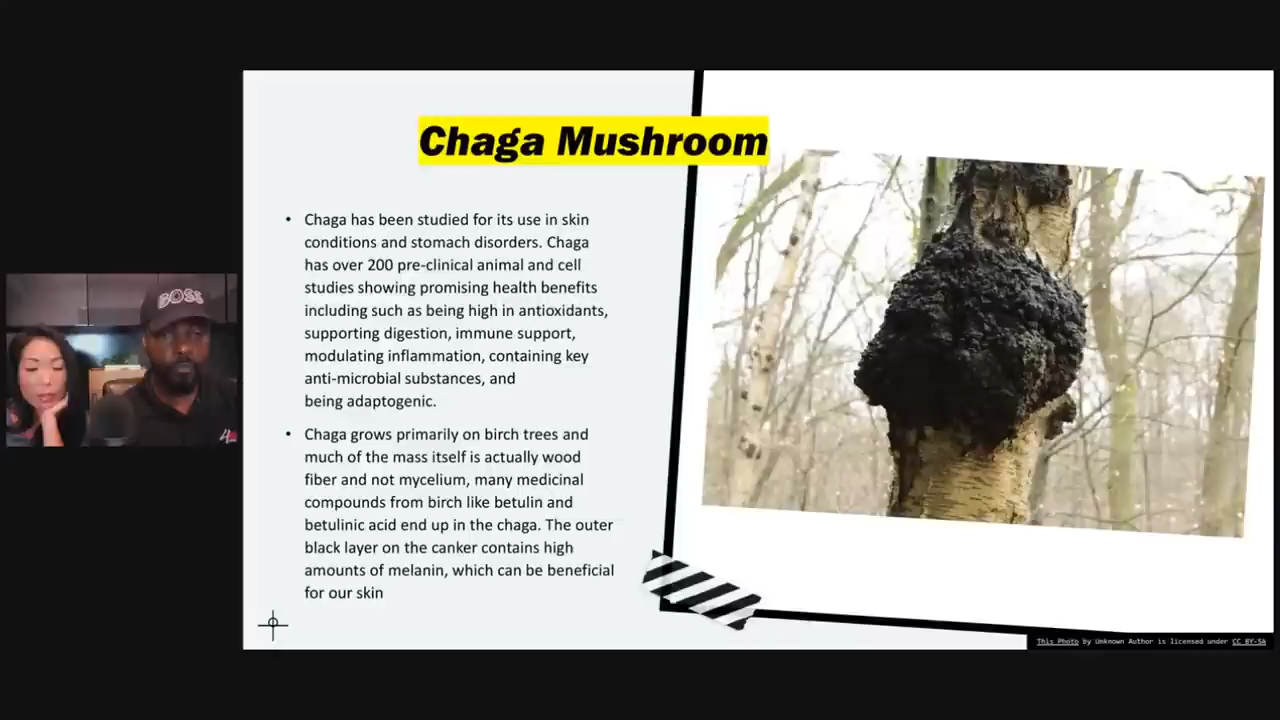 Chaga Mushroom
• Chaga has been studied for its use in skin
conditions and stomach disorders. Chaga
has over 200 pre-clinical animal and cell
studies showing promising health benefits
including such as being high in antioxidants,
supporting digestion, immune support,
modulating inflammation, containing key
anti-microbial substances, and
being adaptogenic.
• Chaga grows primarily on birch trees and
much of the mass itself is actually wood
fiber and not mycelium, many medicinal
compounds from birch like betulin and
betulinic acid end up in the chaga. The outer
black layer on the canker contains high
amounts of melanin, which can be beneficial
for our skin
BOSS
This Photo by Unknown Author is licensed under CC BY-SA